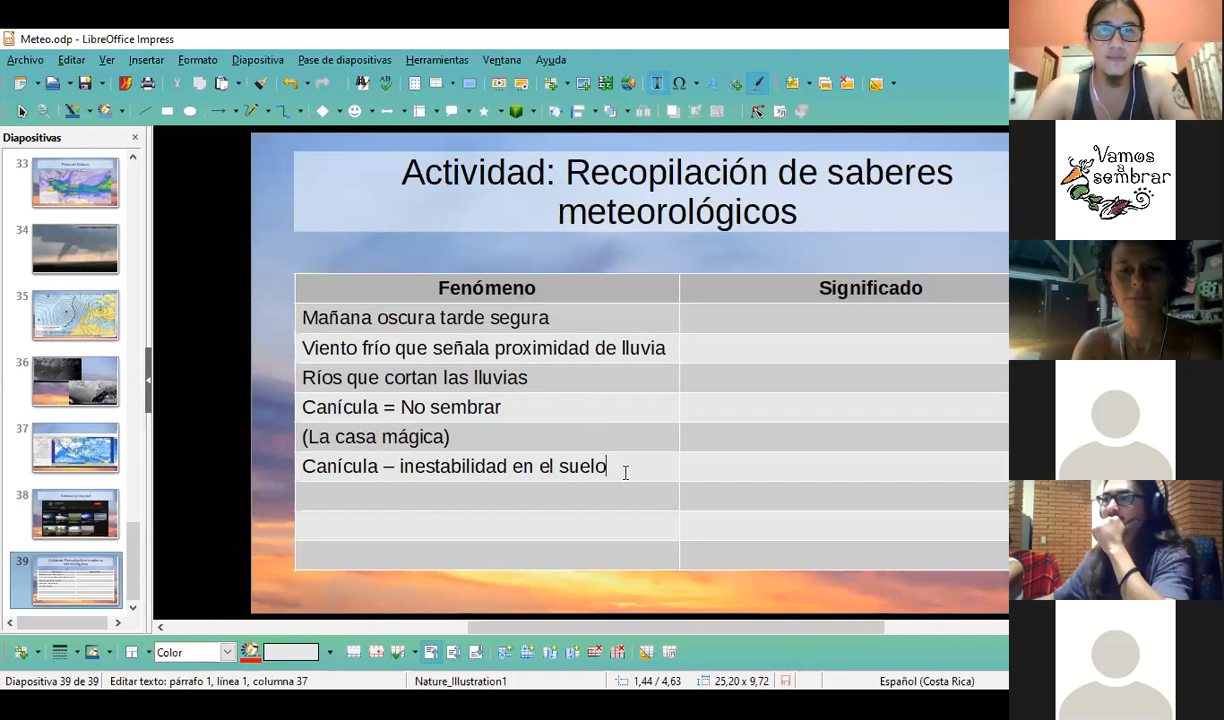 Meteo.odp - LibreOffice Impress
Archivo Editar Ver Insertar Formato Diapositiva Pase de diapositivas Herramientas Ventana Ayuda
Diapositivas
33
34
35
36
37
38
39
Actividad: Recopilación de saberes
meteorológicos
Fenómeno Significado
Mañana oscura tarde segura
Viento frío que señala proximidad de lluvia
Ríos que cortan las lluvias
Canícula = No sembrar
(La casa mágica)
Canícula – inestabilidad en el suelo
Color
Diapositiva 39 de 39 Editar texto: párrafo 1, línea 1, columna 37 Nature_Illustration1 1,44 / 4,63 25,20 x 9,72 Español (Costa Rica)
Vamos
a
sembrar